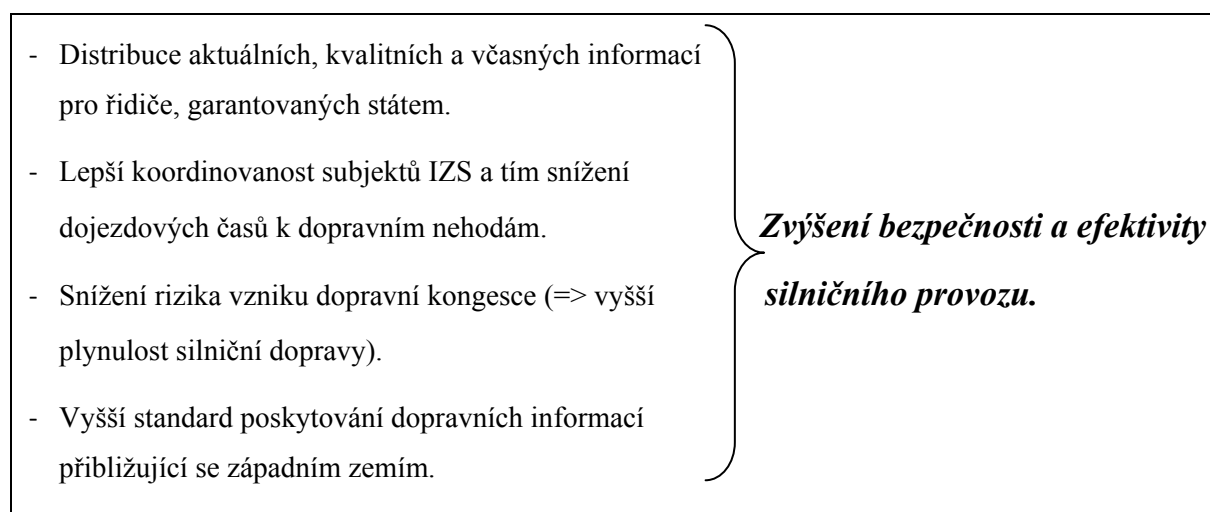 - Distribuce aktuálních, kvalitních a včasných informací
pro řidiče, garantovaných státem.
- Lepší koordinovanost subjektů IZS a tím snížení
dojezdových časů k dopravním nehodám.
- Snížení rizika vzniku dopravní kongesce (=> vyšší
plynulost silniční dopravy).
- Vyšší standard poskytování dopravních informací
přibližující se západním zemím.
Zvýšení bezpečnosti a efektivity
silničního provozu.